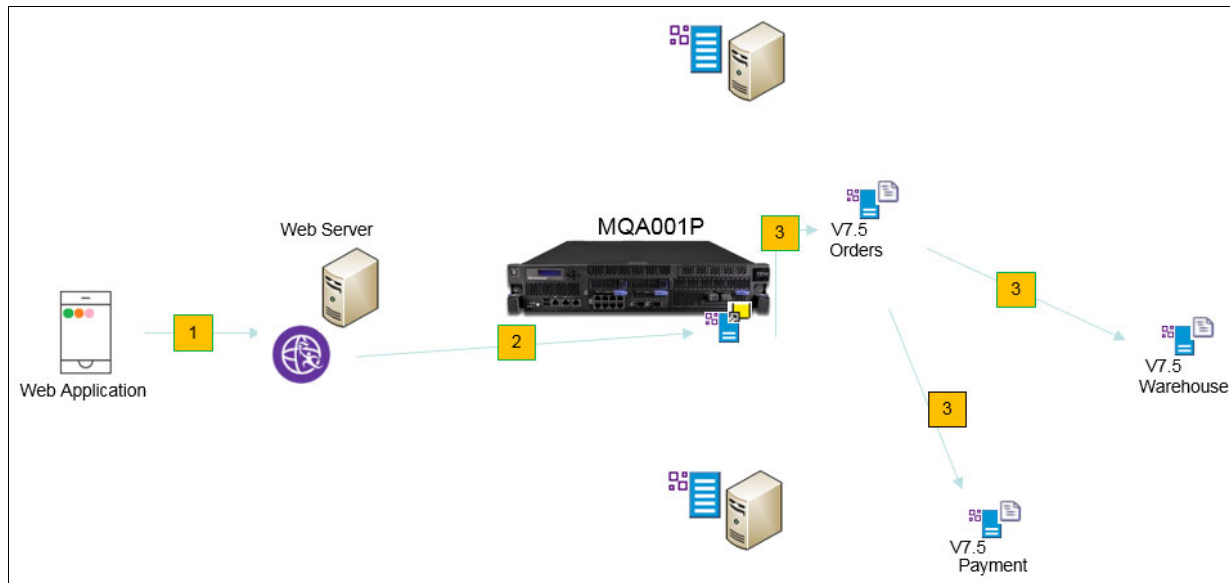 MQA001P
Web Server
3
V7.5
Orders
3
1
2
V7.5
Warehouse
Web Application
3
V7.5
Payment